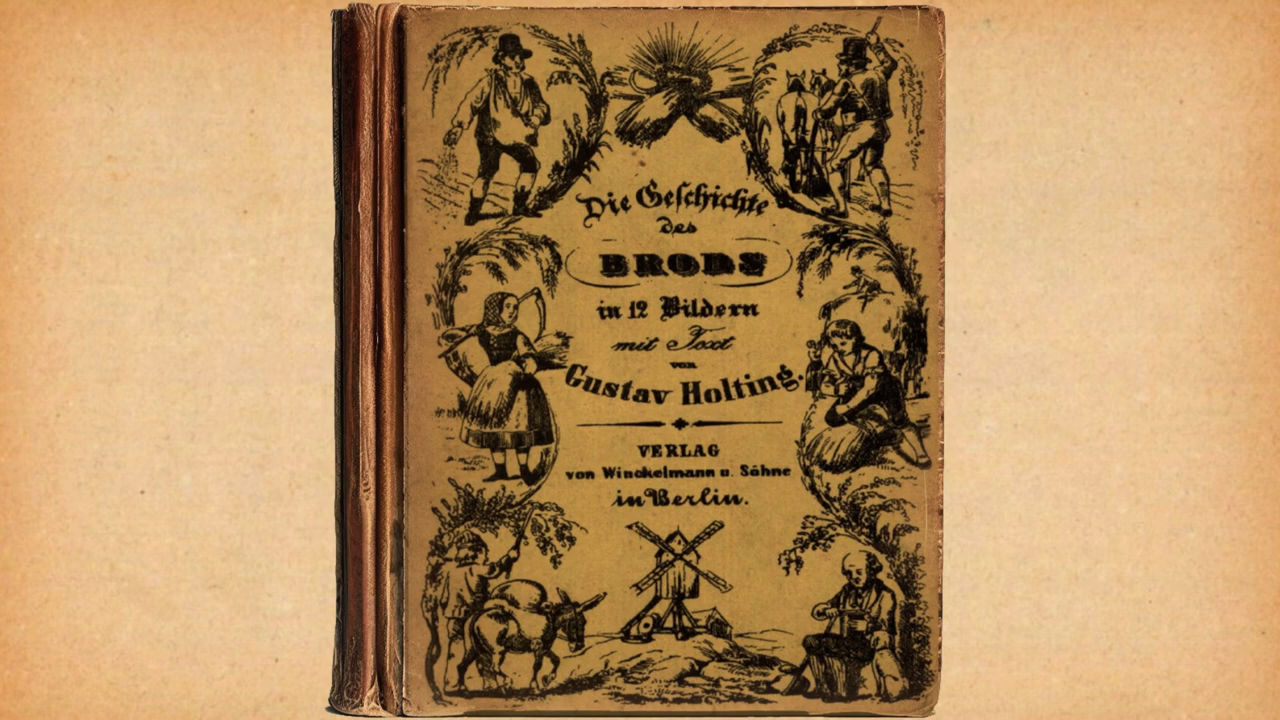 Die Geſchichte
des
BRODS
in 12 Bildern
mit Text
von
Gustav Holting.
VERLAG
von Winckelmann u. Söhne
in Berlin.